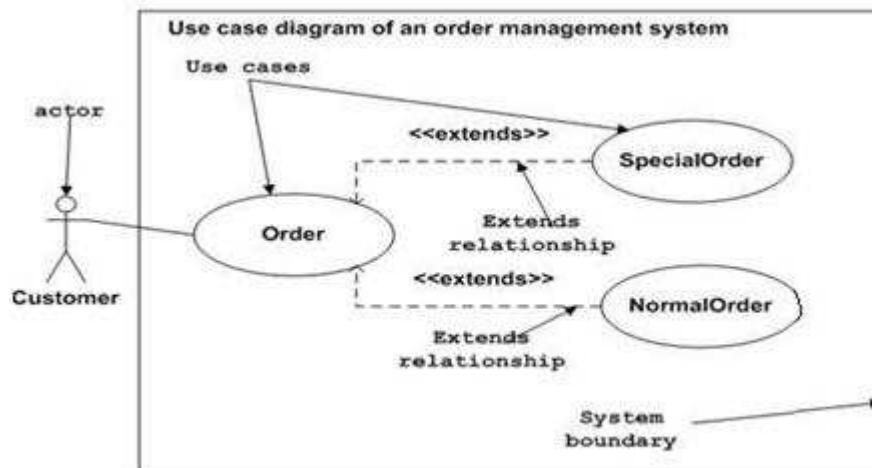 Use case diagram of an order management system
Use cases
actor
<<extends>>
SpecialOrder
Extends
relationship
Order
<<extends>>
Customer
NormalOrder
Extends
relationship
System
boundary